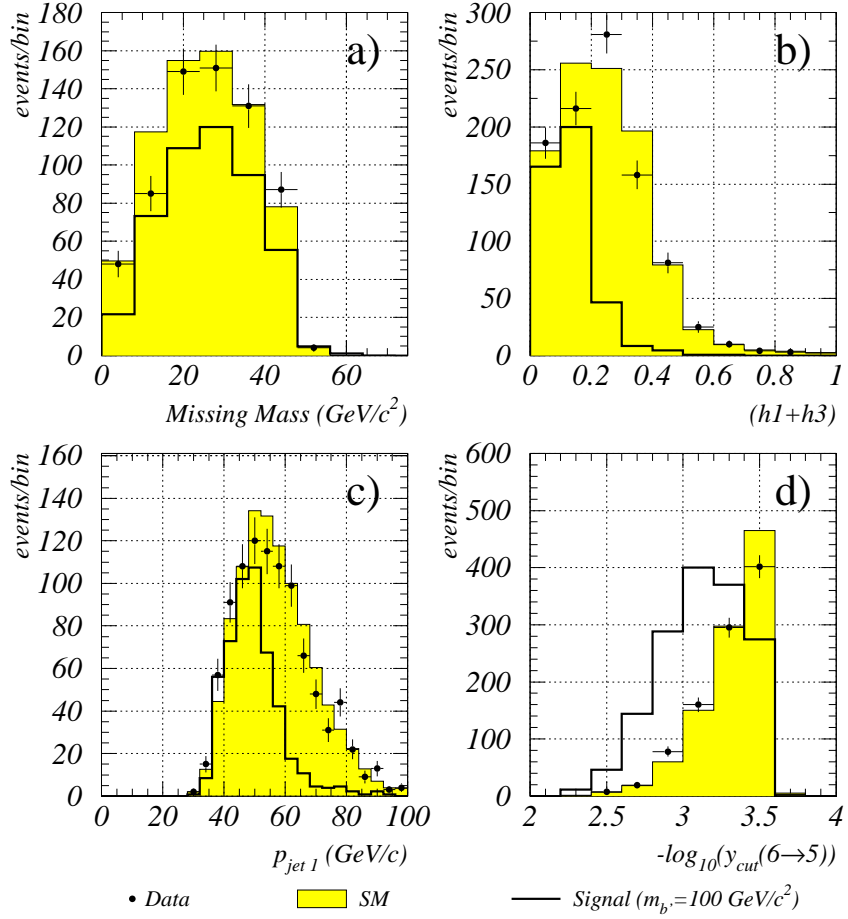 events/bin
180
160
140
120
100
80
60
40
20
0
0 20 40 60
a)
Missing Mass (GeV/c²)
events/bin
300
250
200
150
100
50
0
0 0.2 0.4 0.6 0.8 1
b)
(h1+h3)
events/bin
160
140
120
100
80
60
40
20
0
0 20 40 60 80 100
c)
p_jet 1 (GeV/c)
events/bin
600
500
400
300
200
100
0
2 2.5 3 3.5 4
d)
-log₁₀(y_cut(6→5))
Data SM Signal (m_b'=100 GeV/c²)